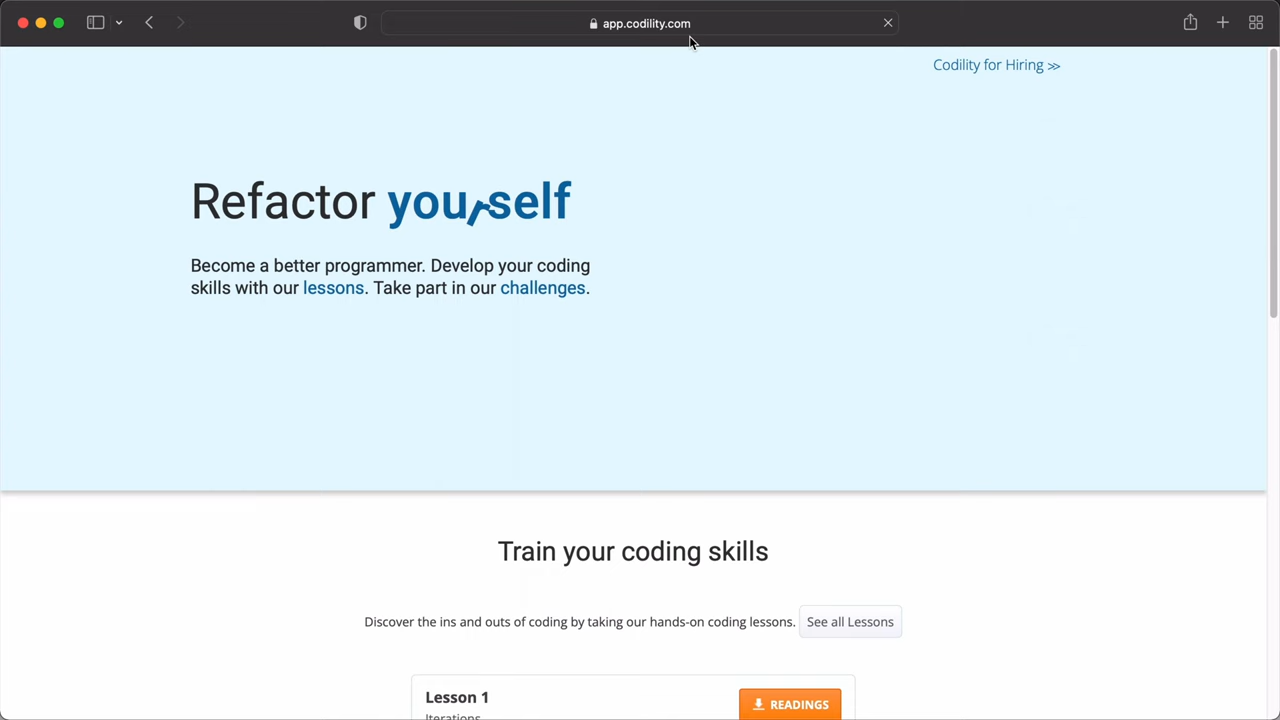 app.codility.com
Codility for Hiring >>
Refactor yourself
Become a better programmer. Develop your coding
skills with our lessons. Take part in our challenges.
Train your coding skills
Discover the ins and outs of coding by taking our hands-on coding lessons. See all Lessons
Lesson 1
READINGS
Iterations